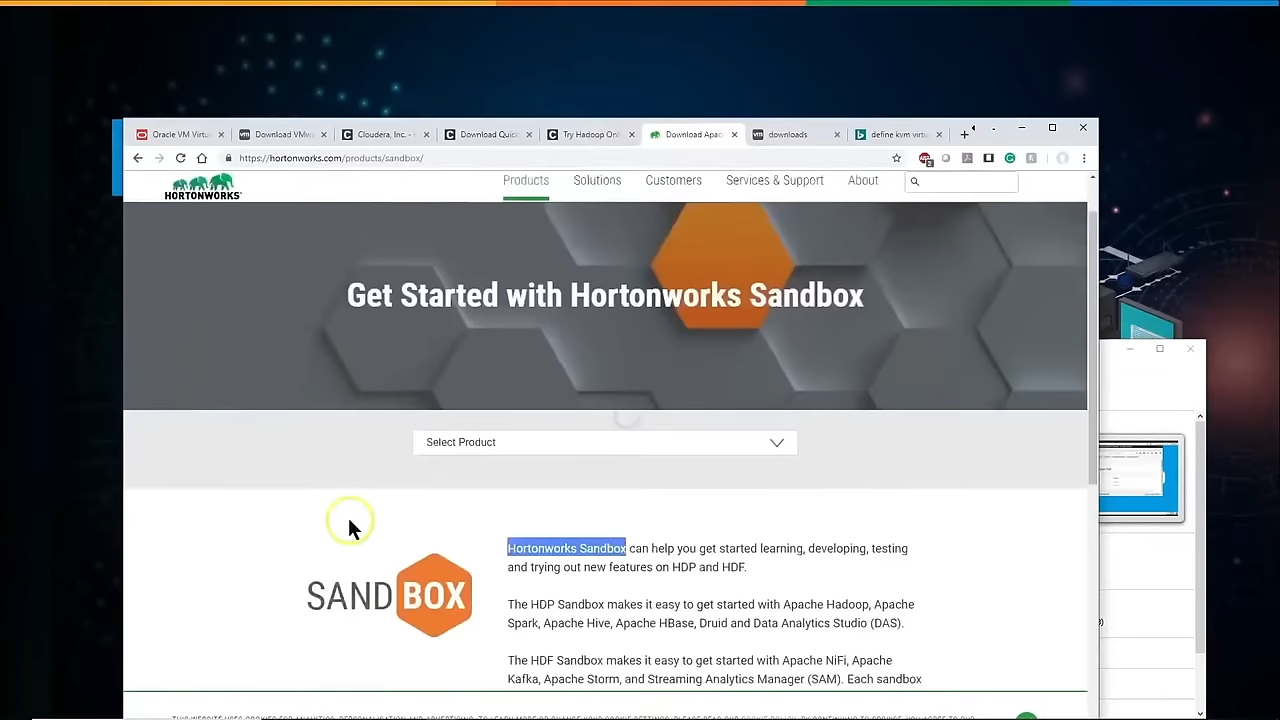 Oracle VM Virtu
Download VMw
Cloudera, Inc. -
Download Quic
Try Hadoop Onl
Download Apac
downloads
define kvm virtu
https://hortonworks.com/products/sandbox/
HORTONWORKS
Products
Solutions
Customers
Services & Support
About
Get Started with Hortonworks Sandbox
Select Product
SANDBOX
Hortonworks Sandbox can help you get started learning, developing, testing
and trying out new features on HDP and HDF.
The HDP Sandbox makes it easy to get started with Apache Hadoop, Apache
Spark, Apache Hive, Apache HBase, Druid and Data Analytics Studio (DAS).
The HDF Sandbox makes it easy to get started with Apache NiFi, Apache
Kafka, Apache Storm, and Streaming Analytics Manager (SAM). Each sandbox